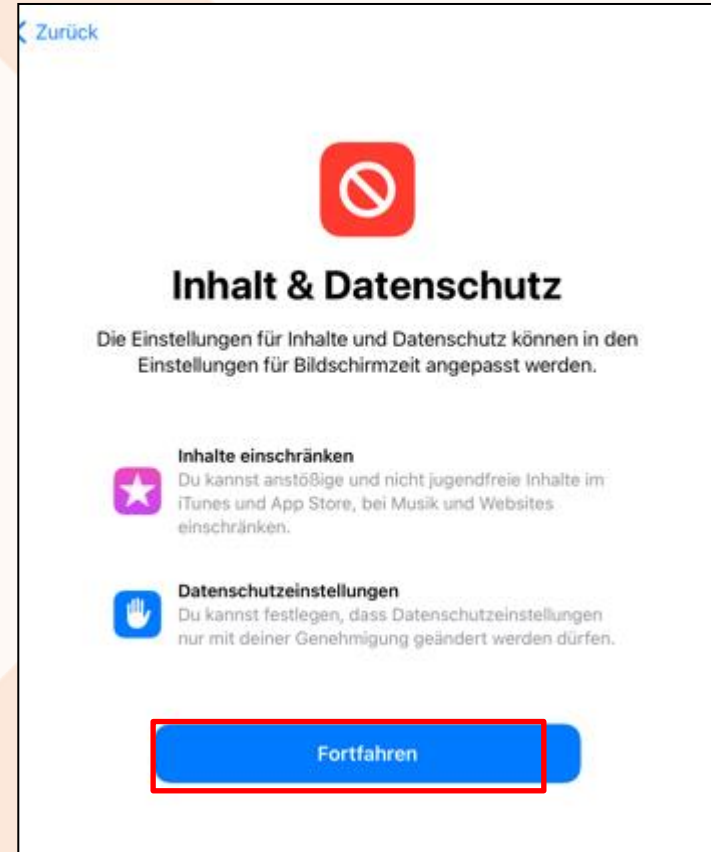 Zurück
Inhalt & Datenschutz
Die Einstellungen für Inhalte und Datenschutz können in den
Einstellungen für Bildschirmzeit angepasst werden.
Inhalte einschränken
Du kannst anstößige und nicht jugendfreie Inhalte im
iTunes und App Store, bei Musik und Websites
einschränken.
Datenschutzeinstellungen
Du kannst festlegen, dass Datenschutzeinstellungen
nur mit deiner Genehmigung geändert werden dürfen.
Fortfahren